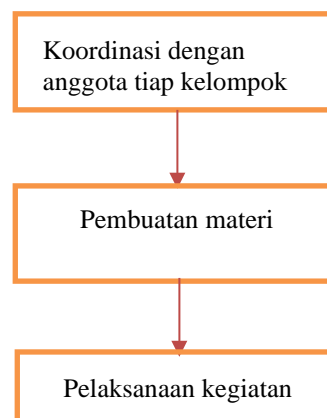 Koordinasi dengan
anggota tiap kelompok
Pembuatan materi
Pelaksanaan kegiatan